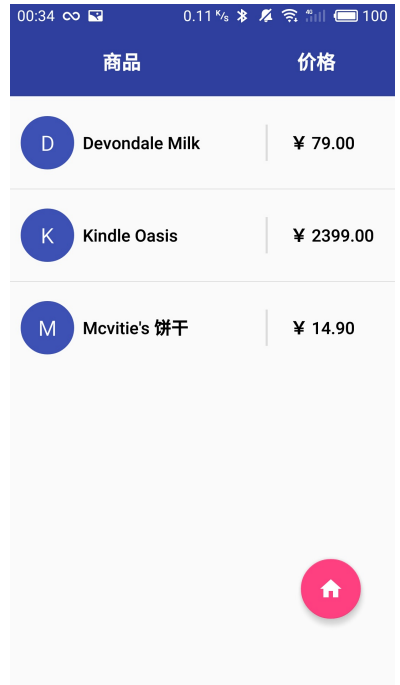 00:34 0.11 K/s 4G 100
商品 价格
D Devondale Milk ￥ 79.00
K Kindle Oasis ￥ 2399.00
M Mcvitie's 饼干 ￥ 14.90